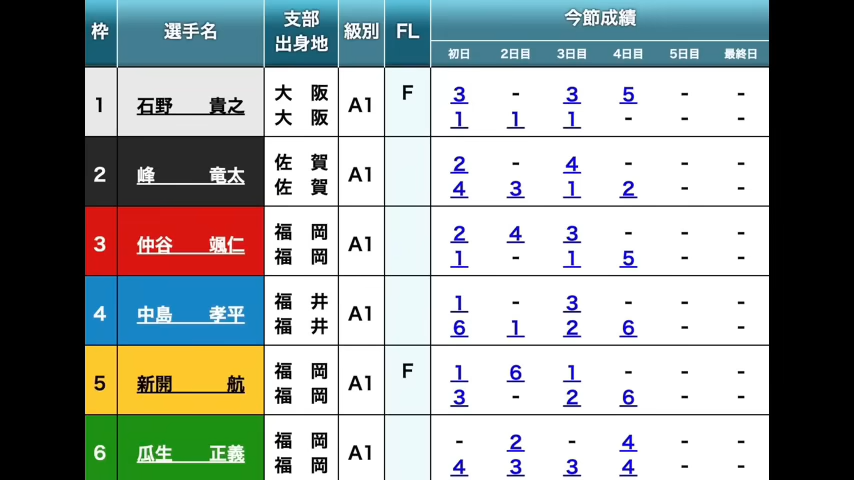 枠 選手名 支部 出身地 級別 FL 今節成績
初日 2日目 3日目 4日目 5日目 最終日
1 石野 貴之 大 阪 A1 F 3 - 3 5 - -
大 阪 1 1 1 - - -
2 峰 竜太 佐 賀 A1 2 - 4 - - -
佐 賀 4 3 1 2 - -
3 仲谷 颯仁 福 岡 A1 2 4 3 - - -
福 岡 1 - 1 5 - -
4 中島 孝平 福 井 A1 1 - 3 - - -
福 井 6 1 2 6 - -
5 新開 航 福 岡 A1 F 1 6 1 - - -
福 岡 3 - 2 6 - -
6 瓜生 正義 福 岡 A1 - 2 - 4 - -
福 岡 4 3 3 4 - -